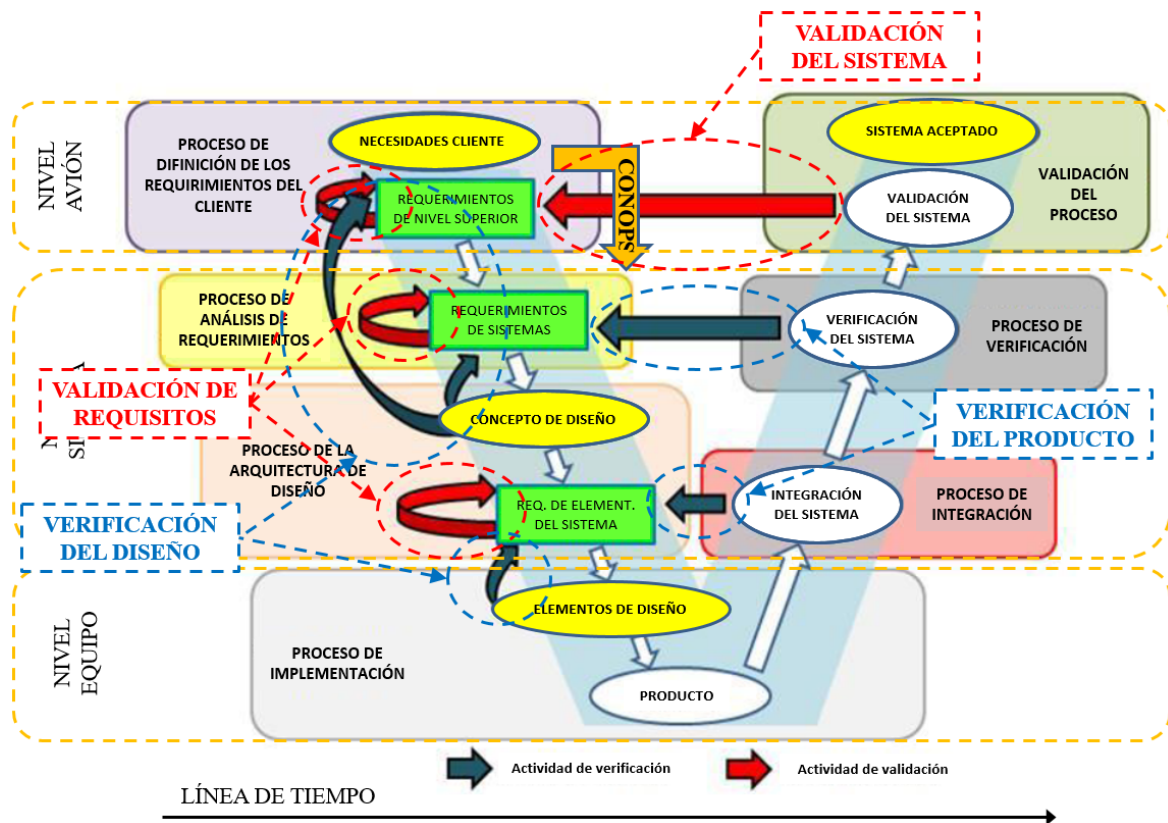 VALIDACIÓN
DEL SISTEMA
NIVEL
AVIÓN
PROCESO DE
DIFINICIÓN DE LOS
REQUIRIMIENTOS DEL
CLIENTE
NECESIDADES CLIENTE
REQUERIMIENTOS
DE NIVEL SUPERIOR
CONOPS
SISTEMA ACEPTADO
VALIDACIÓN
DEL SISTEMA
VALIDACIÓN
DEL
PROCESO
PROCESO DE
ANÁLISIS DE
REQUERIMIENTOS
REQUERIMIENTOS
DE SISTEMAS
VERIFICACIÓN
DEL SISTEMA
PROCESO DE
VERIFICACIÓN
VALIDACIÓN DE
REQUISITOS
CONCEPTO DE DISEÑO
VERIFICACIÓN
DEL PRODUCTO
PROCESO DE LA
ARQUITECTURA DE
DISEÑO
REQ. DE ELEMENT.
DEL SISTEMA
INTEGRACIÓN
DEL SISTEMA
PROCESO DE
INTEGRACIÓN
VERIFICACIÓN
DEL DISEÑO
NIVEL
EQUIPO
ELEMENTOS DE DISEÑO
PROCESO DE
IMPLEMENTACIÓN
PRODUCTO
Actividad de verificación
Actividad de validación
LÍNEA DE TIEMPO